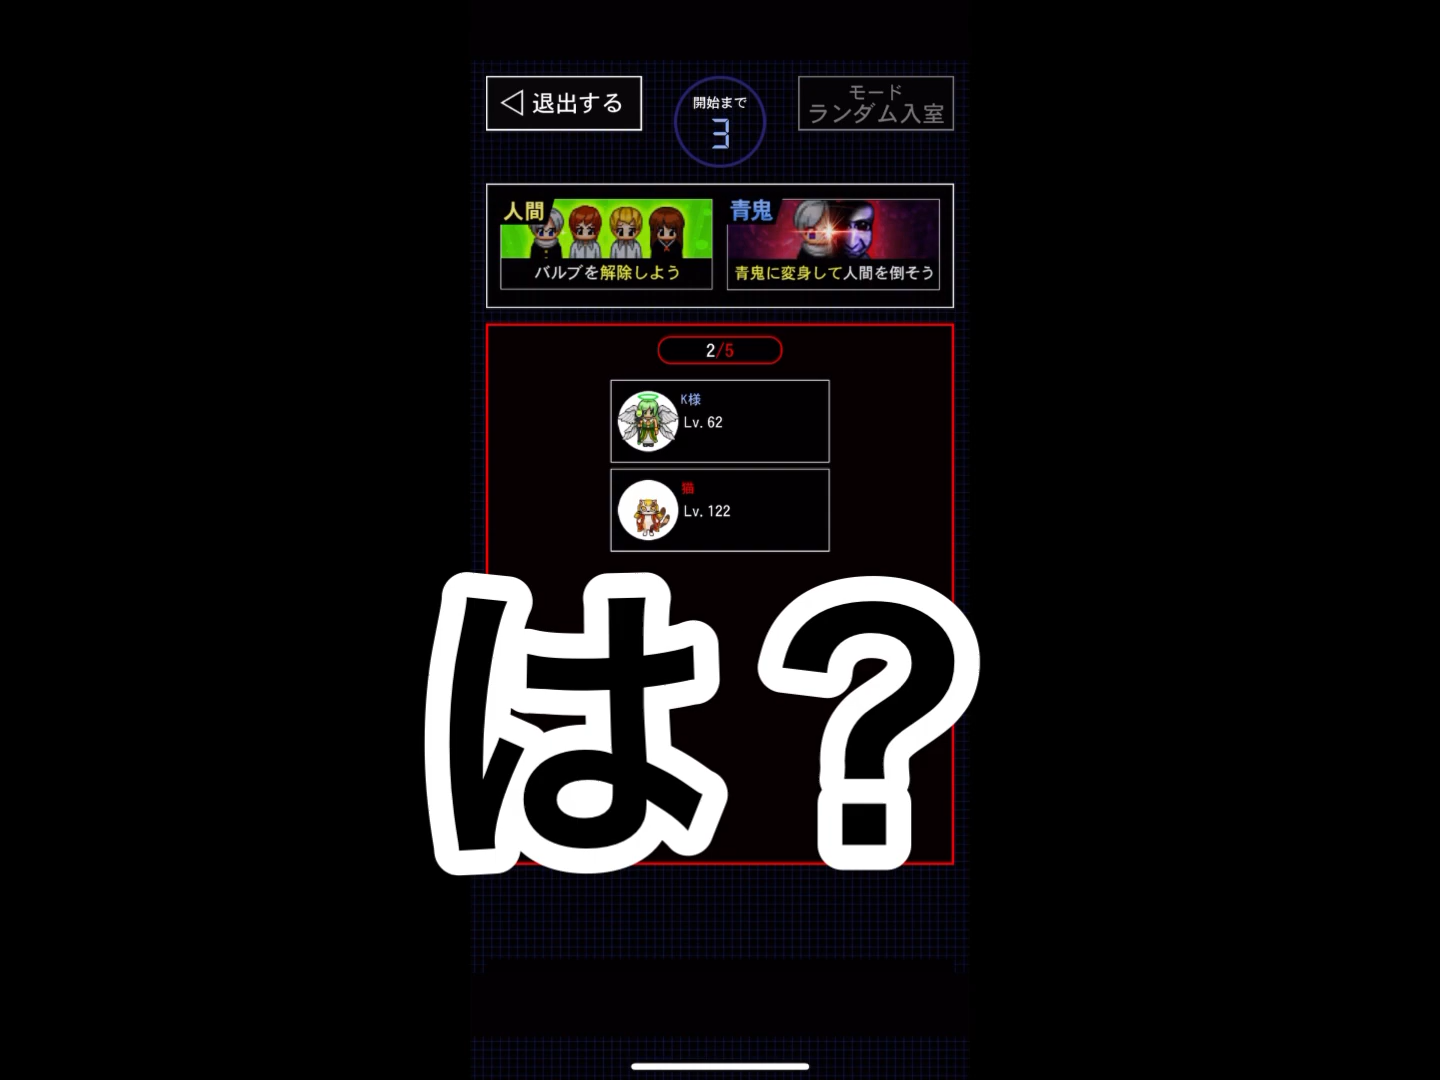 ◁ 退出する
開始まで
3
モード
ランダム入室
人間
バルブを解除しよう
青鬼
青鬼に変身して人間を倒そう
2/5
K様
Lv. 62
猫
Lv. 122
は？